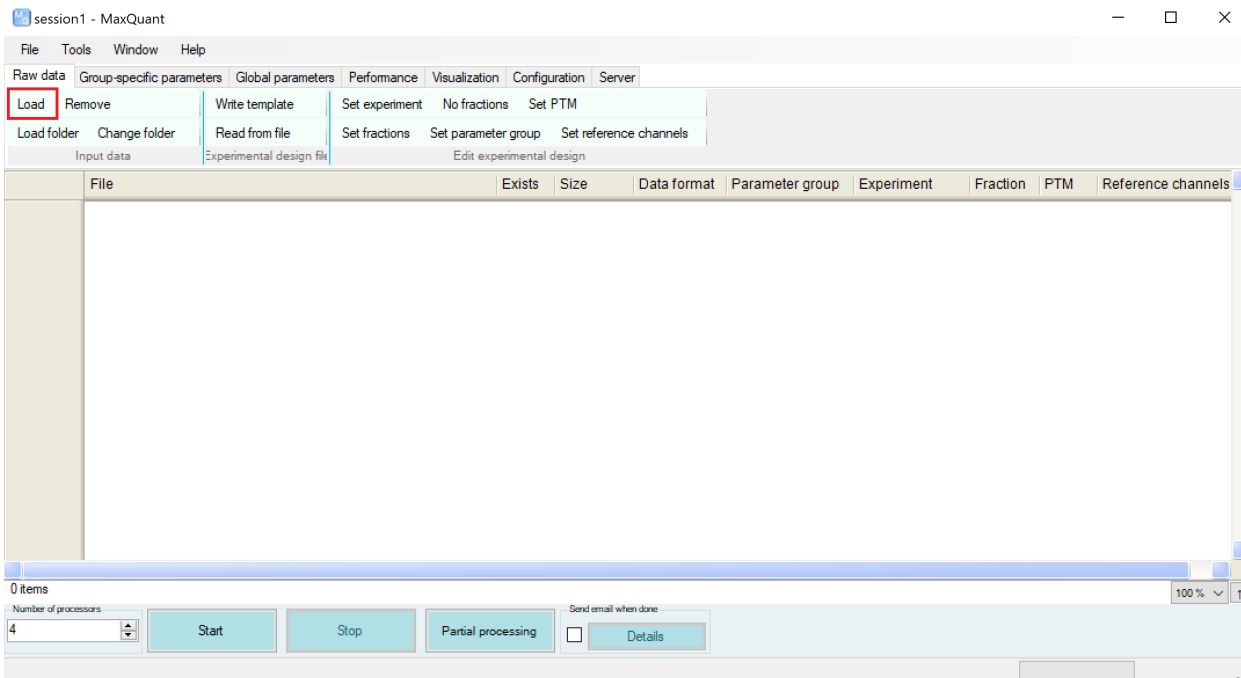 session1 - MaxQuant
File Tools Window Help
Raw data Group-specific parameters Global parameters Performance Visualization Configuration Server
Load Remove Write template Set experiment No fractions Set PTM
Load folder Change folder Read from file Set fractions Set parameter group Set reference channels
Input data Experimental design file Edit experimental design
File Exists Size Data format Parameter group Experiment Fraction PTM Reference channels
0 items
100 %
Number of processors Send email when done
4 Start Stop Partial processing Details